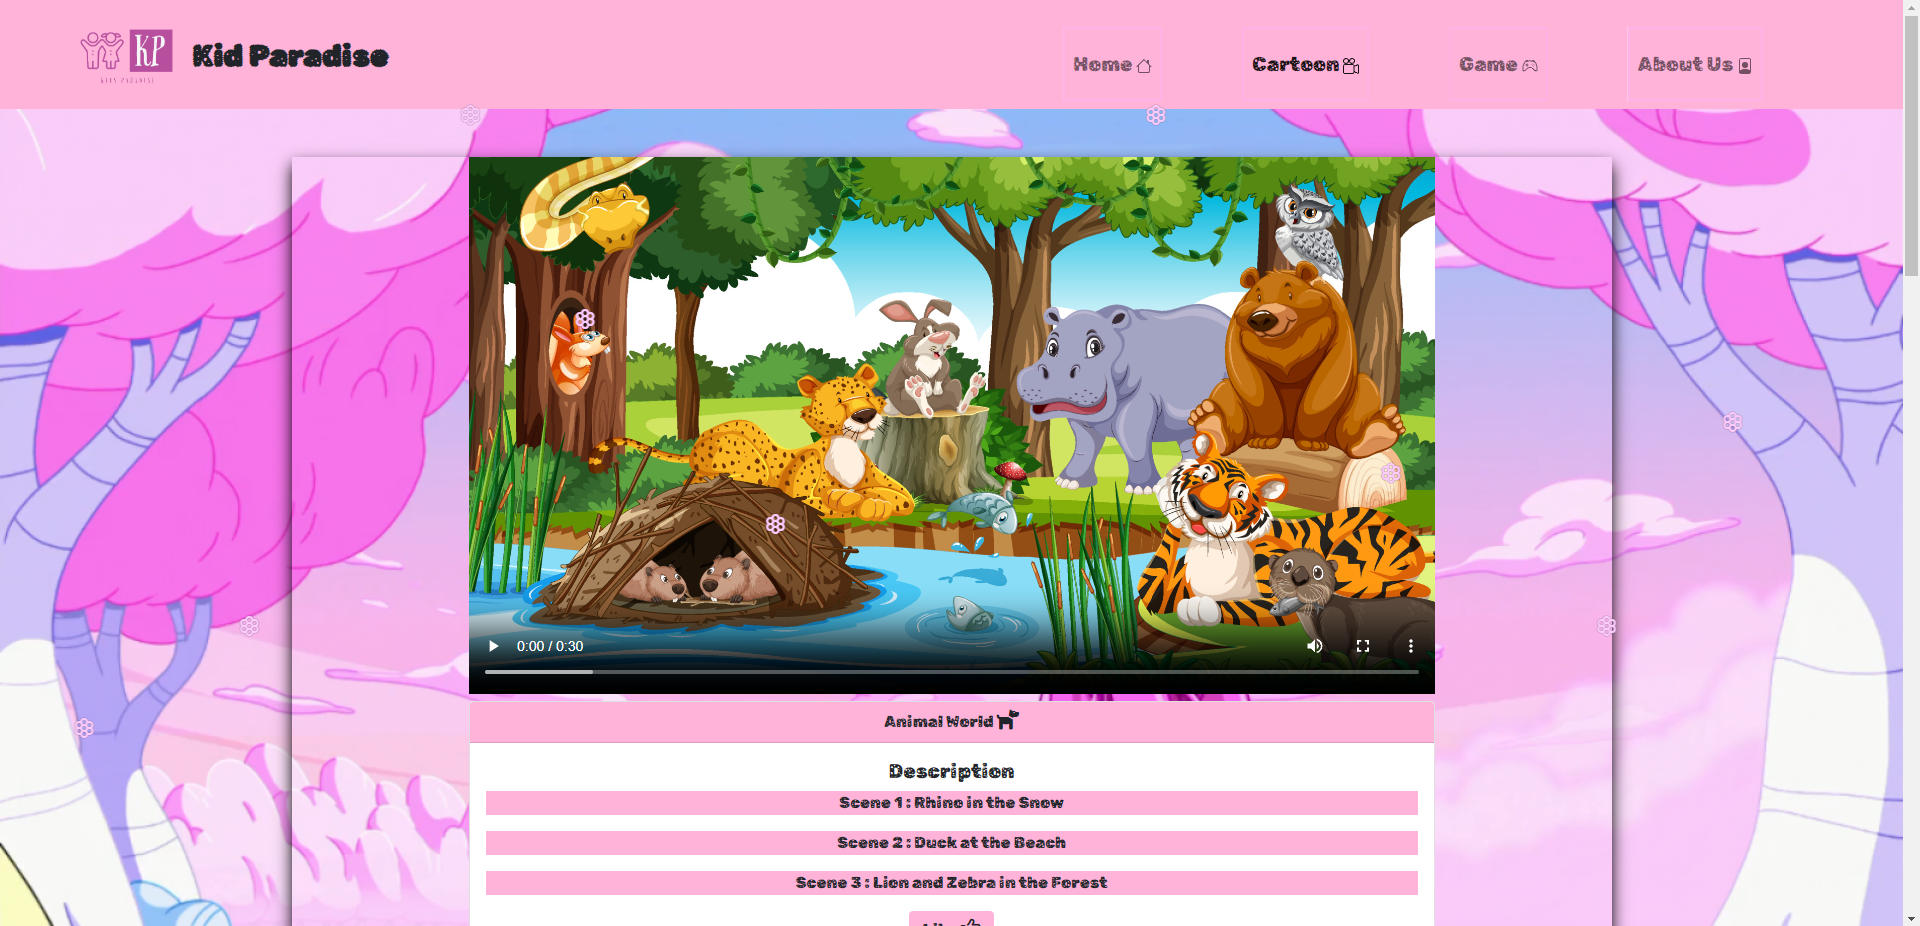 KP
KIDS PARADISE
Kid Paradise
Home
Cartoon
Game
About Us
0:00 / 0:30
Animal World
Description
Scene 1 : Rhino in the Snow
Scene 2 : Duck at the Beach
Scene 3 : Lion and Zebra in the Forest